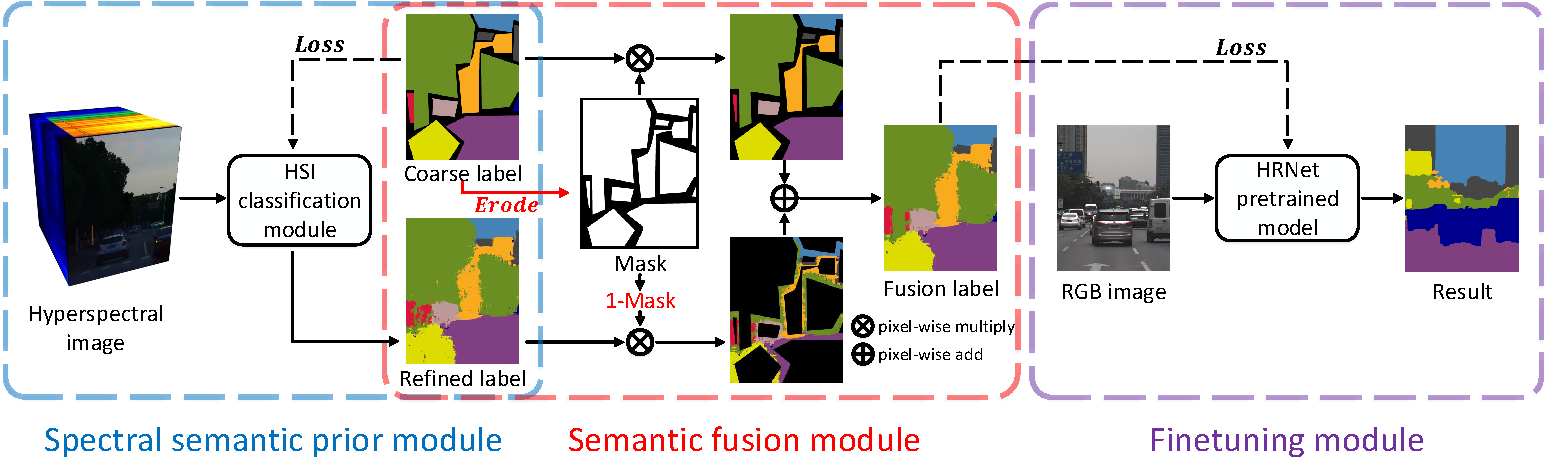 Loss
Loss
HSI
classification
module
Coarse label
Erode
Mask
1-Mask
Hyperspectral
image
Refined label
Fusion label
pixel-wise multiply
pixel-wise add
RGB image
HRNet
pretrained
model
Result
Spectral semantic prior module
Semantic fusion module
Finetuning module